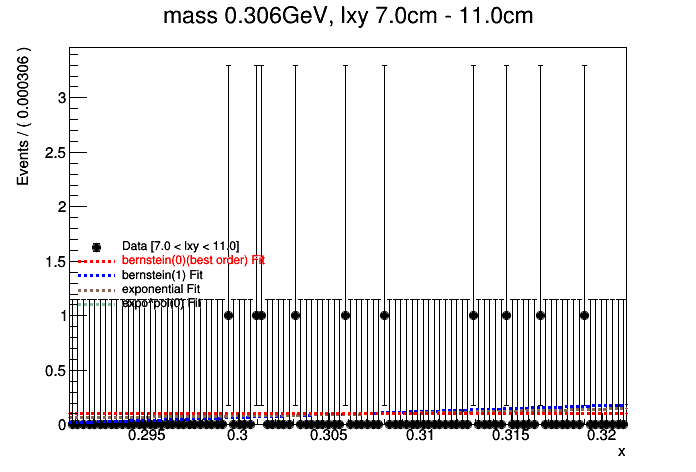 mass 0.306GeV, lxy 7.0cm - 11.0cm
Events / ( 0.000306 )
3
2.5
2
1.5
1
0.5
0
Data [7.0 < lxy < 11.0]
bernstein(0)(best order) Fit
bernstein(1) Fit
exponential Fit
expo*pol(0) Fit
0.295 0.3 0.305 0.31 0.315 0.32
x